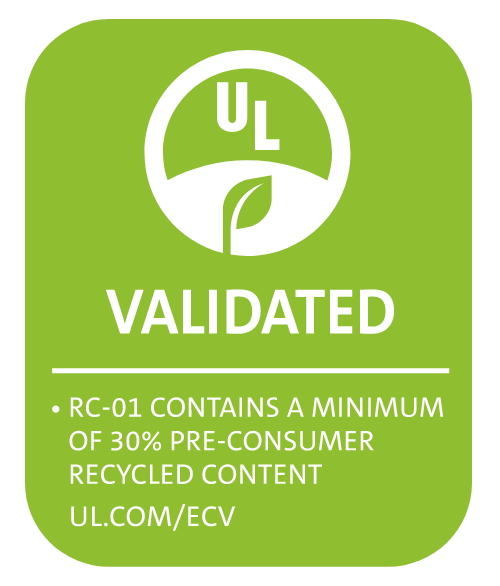 UL
VALIDATED
• RC-01 CONTAINS A MINIMUM
OF 30% PRE-CONSUMER
RECYCLED CONTENT
UL.COM/ECV